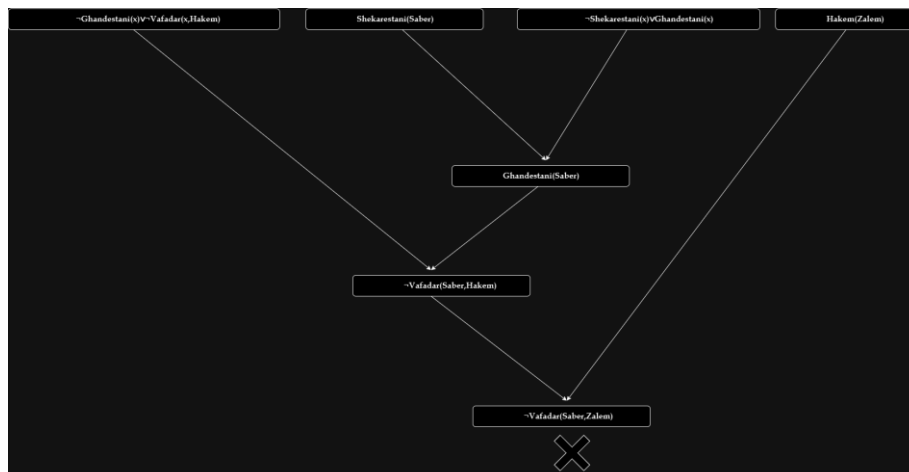 ¬Ghandestani(x)∨¬Vafadar(x,Hakem)
Shekarestani(Saber)
¬Shekarestani(x)∨Ghandestani(x)
Hakem(Zalem)
Ghandestani(Saber)
¬Vafadar(Saber,Hakem)
¬Vafadar(Saber,Zalem)